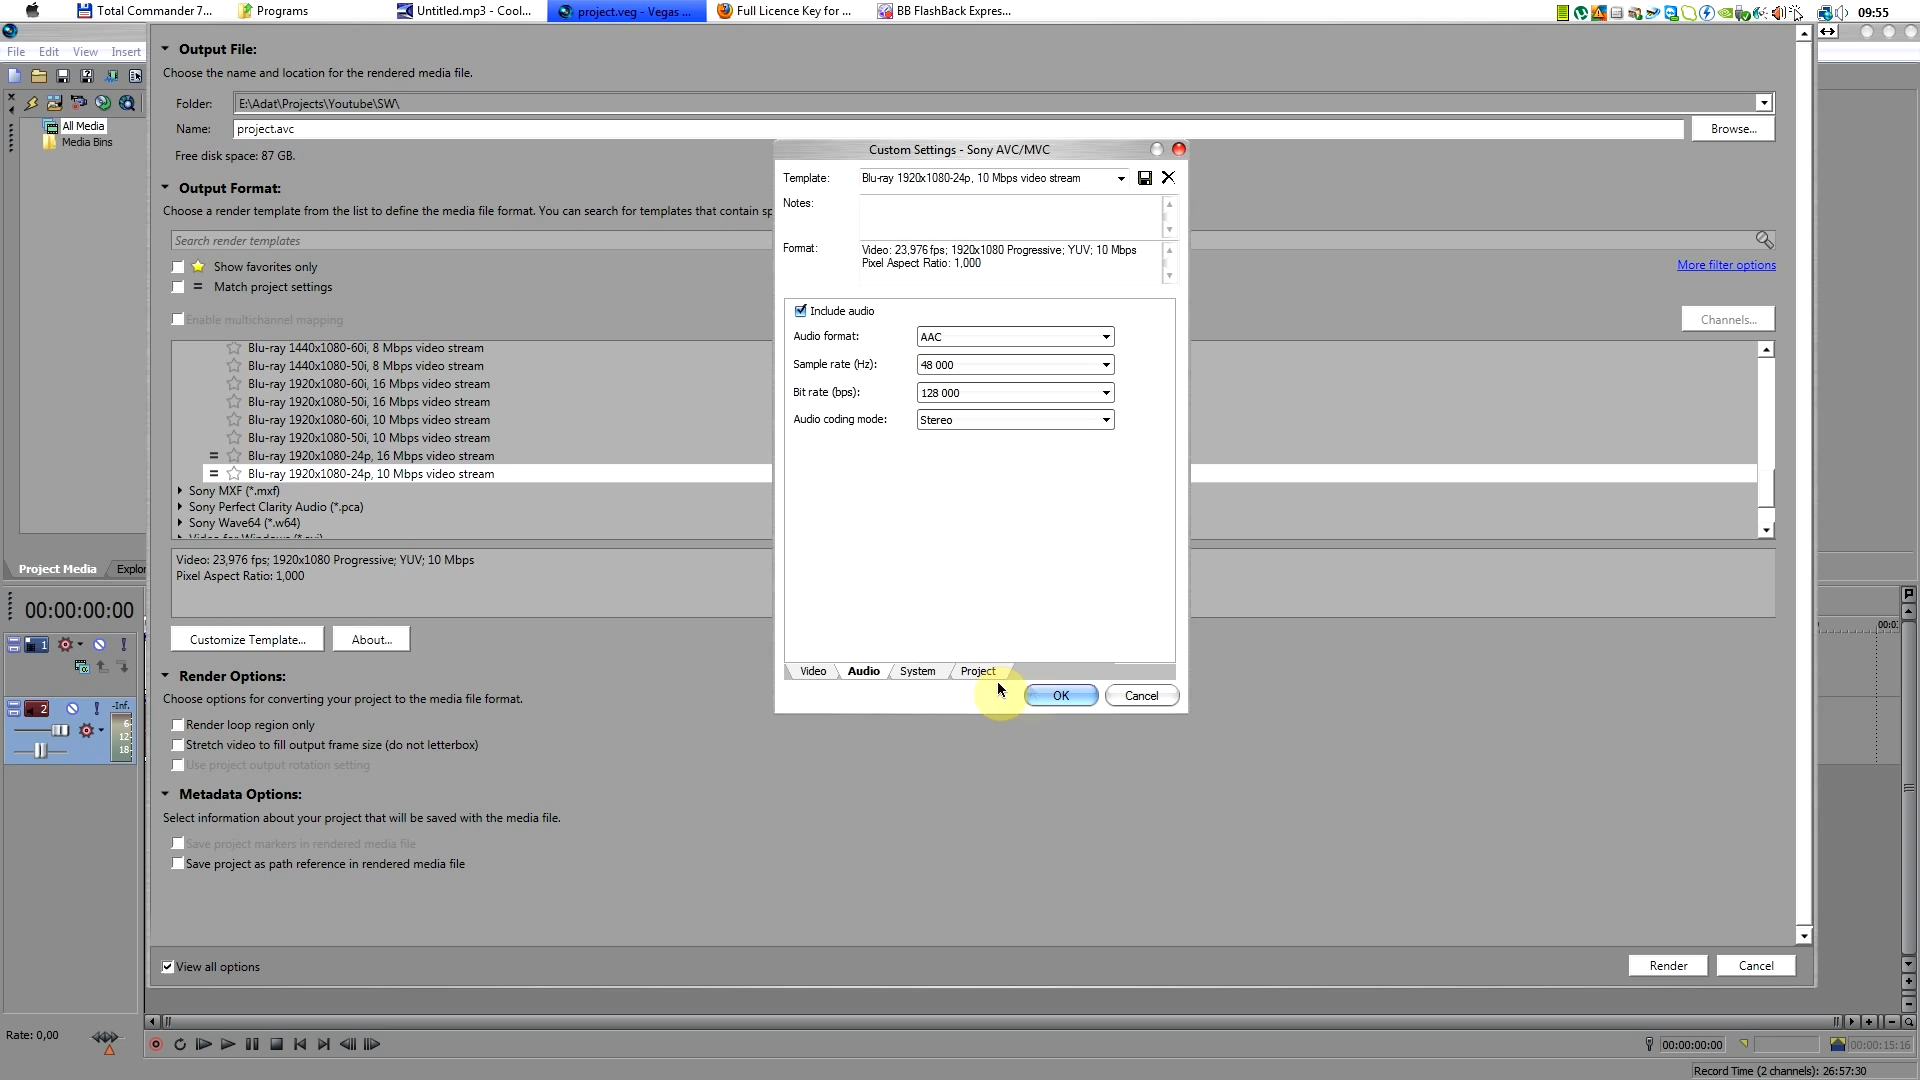 Total Commander 7...
Programs
Untitled.mp3 - Cool...
project.veg - Vegas ...
Full Licence Key for ...
BB FlashBack Expres...
09:55
File Edit View Insert
All Media
Media Bins
Project Media
Explor
Output File:
Choose the name and location for the rendered media file.
Folder: E:\Adat\Projects\Youtube\SW\
Name: project.avc
Browse...
Free disk space: 87 GB.
Output Format:
Choose a render template from the list to define the media file format. You can search for templates that contain sp
Search render templates
Show favorites only
More filter options
= Match project settings
Enable multichannel mapping
Channels...
Blu-ray 1440x1080-60i, 8 Mbps video stream
Blu-ray 1440x1080-50i, 8 Mbps video stream
Blu-ray 1920x1080-60i, 16 Mbps video stream
Blu-ray 1920x1080-50i, 16 Mbps video stream
Blu-ray 1920x1080-60i, 10 Mbps video stream
Blu-ray 1920x1080-50i, 10 Mbps video stream
= Blu-ray 1920x1080-24p, 16 Mbps video stream
= Blu-ray 1920x1080-24p, 10 Mbps video stream
Sony MXF (*.mxf)
Sony Perfect Clarity Audio (*.pca)
Sony Wave64 (*.w64)
Video for Windows (*.avi)
Video: 23,976 fps; 1920x1080 Progressive; YUV; 10 Mbps
Pixel Aspect Ratio: 1,000
Customize Template...
About...
Render Options:
Choose options for converting your project to the media file format.
Render loop region only
Stretch video to fill output frame size (do not letterbox)
Use project output rotation setting
Metadata Options:
Select information about your project that will be saved with the media file.
Save project markers in rendered media file
Save project as path reference in rendered media file
View all options
Render
Cancel
Custom Settings - Sony AVC/MVC
Template: Blu-ray 1920x1080-24p, 10 Mbps video stream
Notes:
Format: Video: 23,976 fps; 1920x1080 Progressive; YUV; 10 Mbps
Pixel Aspect Ratio: 1,000
Include audio
Audio format: AAC
Sample rate (Hz): 48 000
Bit rate (bps): 128 000
Audio coding mode: Stereo
Video Audio System Project
OK
Cancel
00:00:00:00
1
2
-Inf.
6
12
18
00:0
Rate: 0,00
00:00:00:00
00:00:15:16
Record Time (2 channels): 26:57:30